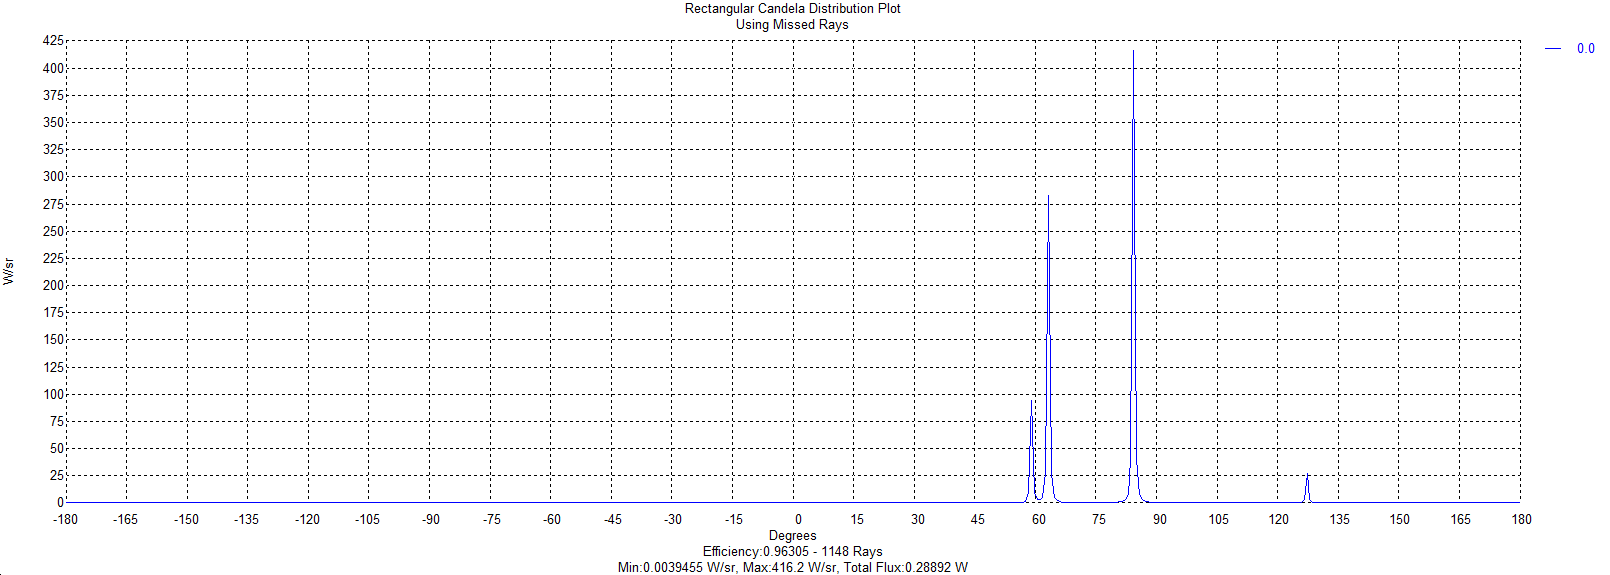 Rectangular Candela Distribution Plot
Using Missed Rays
0.0
425
400
375
350
325
300
275
250
225
200
175
150
125
100
75
50
25
0
W/sr
-180 -165 -150 -135 -120 -105 -90 -75 -60 -45 -30 -15 0 15 30 45 60 75 90 105 120 135 150 165 180
Degrees
Efficiency:0.96305 - 1148 Rays
Min:0.0039455 W/sr, Max:416.2 W/sr, Total Flux:0.28892 W